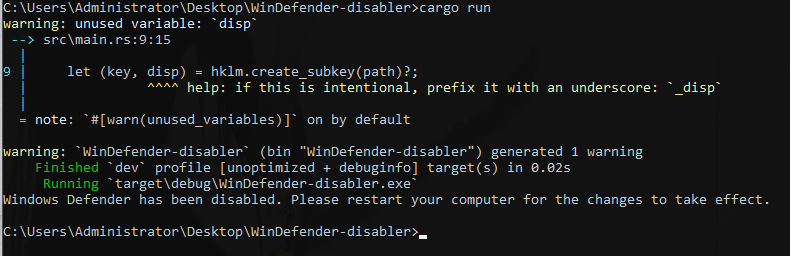 C:\Users\Administrator\Desktop\WinDefender-disabler>cargo run
warning: unused variable: `disp`
 --> src\main.rs:9:15
  |
9 |     let (key, disp) = hklm.create_subkey(path)?;
  |               ^^^^ help: if this is intentional, prefix it with an underscore: `_disp`
  |
  = note: `#[warn(unused_variables)]` on by default

warning: `WinDefender-disabler` (bin "WinDefender-disabler") generated 1 warning
    Finished `dev` profile [unoptimized + debuginfo] target(s) in 0.02s
     Running `target\debug\WinDefender-disabler.exe`
Windows Defender has been disabled. Please restart your computer for the changes to take effect.

C:\Users\Administrator\Desktop\WinDefender-disabler>